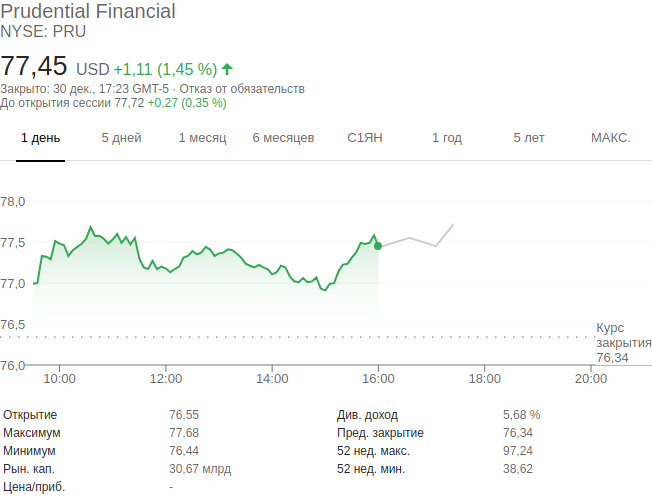 Prudential Financial
NYSE: PRU
77,45 USD +1,11 (1,45 %)
Закрыто: 30 дек., 17:23 GMT-5 · Отказ от обязательств
До открытия сессии 77,72 +0,27 (0,35 %)
1 день 5 дней 1 месяц 6 месяцев С1ЯН 1 год 5 лет МАКС.
78,0
77,5
77,0
76,5
Курс
закрытия
76,34
76,0
10:00 12:00 14:00 16:00 18:00 20:00
Открытие 76,55 Див. доход 5,68 %
Максимум 77,68 Пред. закрытие 76,34
Минимум 76,44 52 нед. макс. 97,24
Рын. кап. 30,67 млрд 52 нед. мин. 38,62
Цена/приб. -